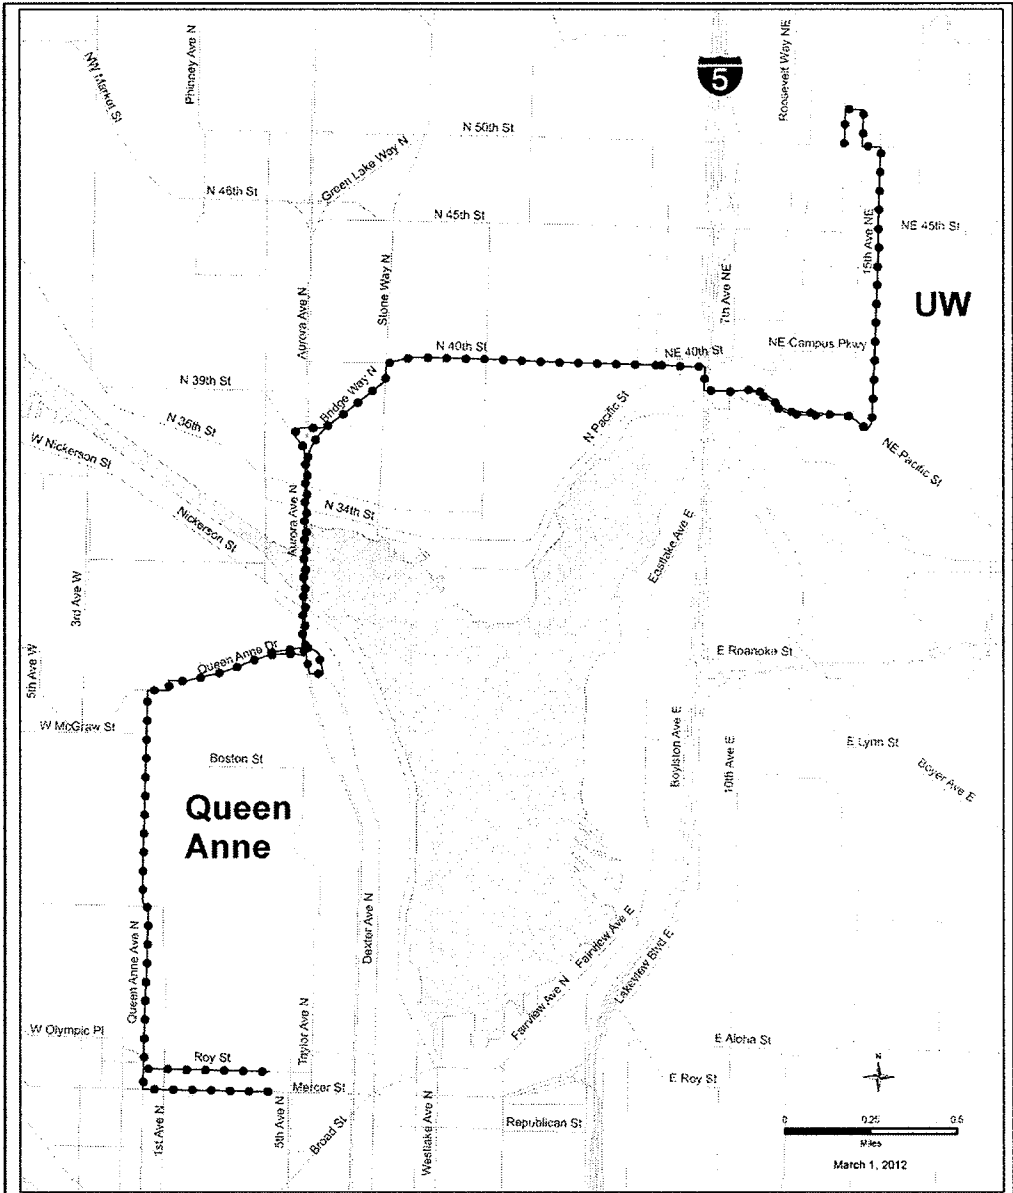 Phinney Ave N
NW Market St
5
Roosevelt Way NE
N 50th St
Green Lake Way N
N 46th St
N 45th St
15th Ave NE
NE 45th St
Aurora Ave N
Stone Way N
7th Ave NE
UW
N 40th St
NE 40th St
NE Campus Pkwy
N 39th St
Bridge Way N
N 36th St
N Pacific St
W Nickerson St
NE Pacific St
Nickerson St
Aurora Ave N
N 34th St
Eastlake Ave E
3rd Ave W
5th Ave W
Queen Anne Dr
E Roanoke St
W McGraw St
Boston St
Boylston Ave E
10th Ave E
E Lynn St
Boyer Ave E
Queen
Anne
Queen Anne Ave N
Dexter Ave N
Fairview Ave E
Lakeview Blvd E
Fairview Ave N
W Olympic Pl
Roy St
Taylor Ave N
E Aloha St
N
Mercer St
E Roy St
1st Ave N
5th Ave N
Broad St
Westlake Ave N
Republican St
0 0.25 0.5
Miles
March 1, 2012